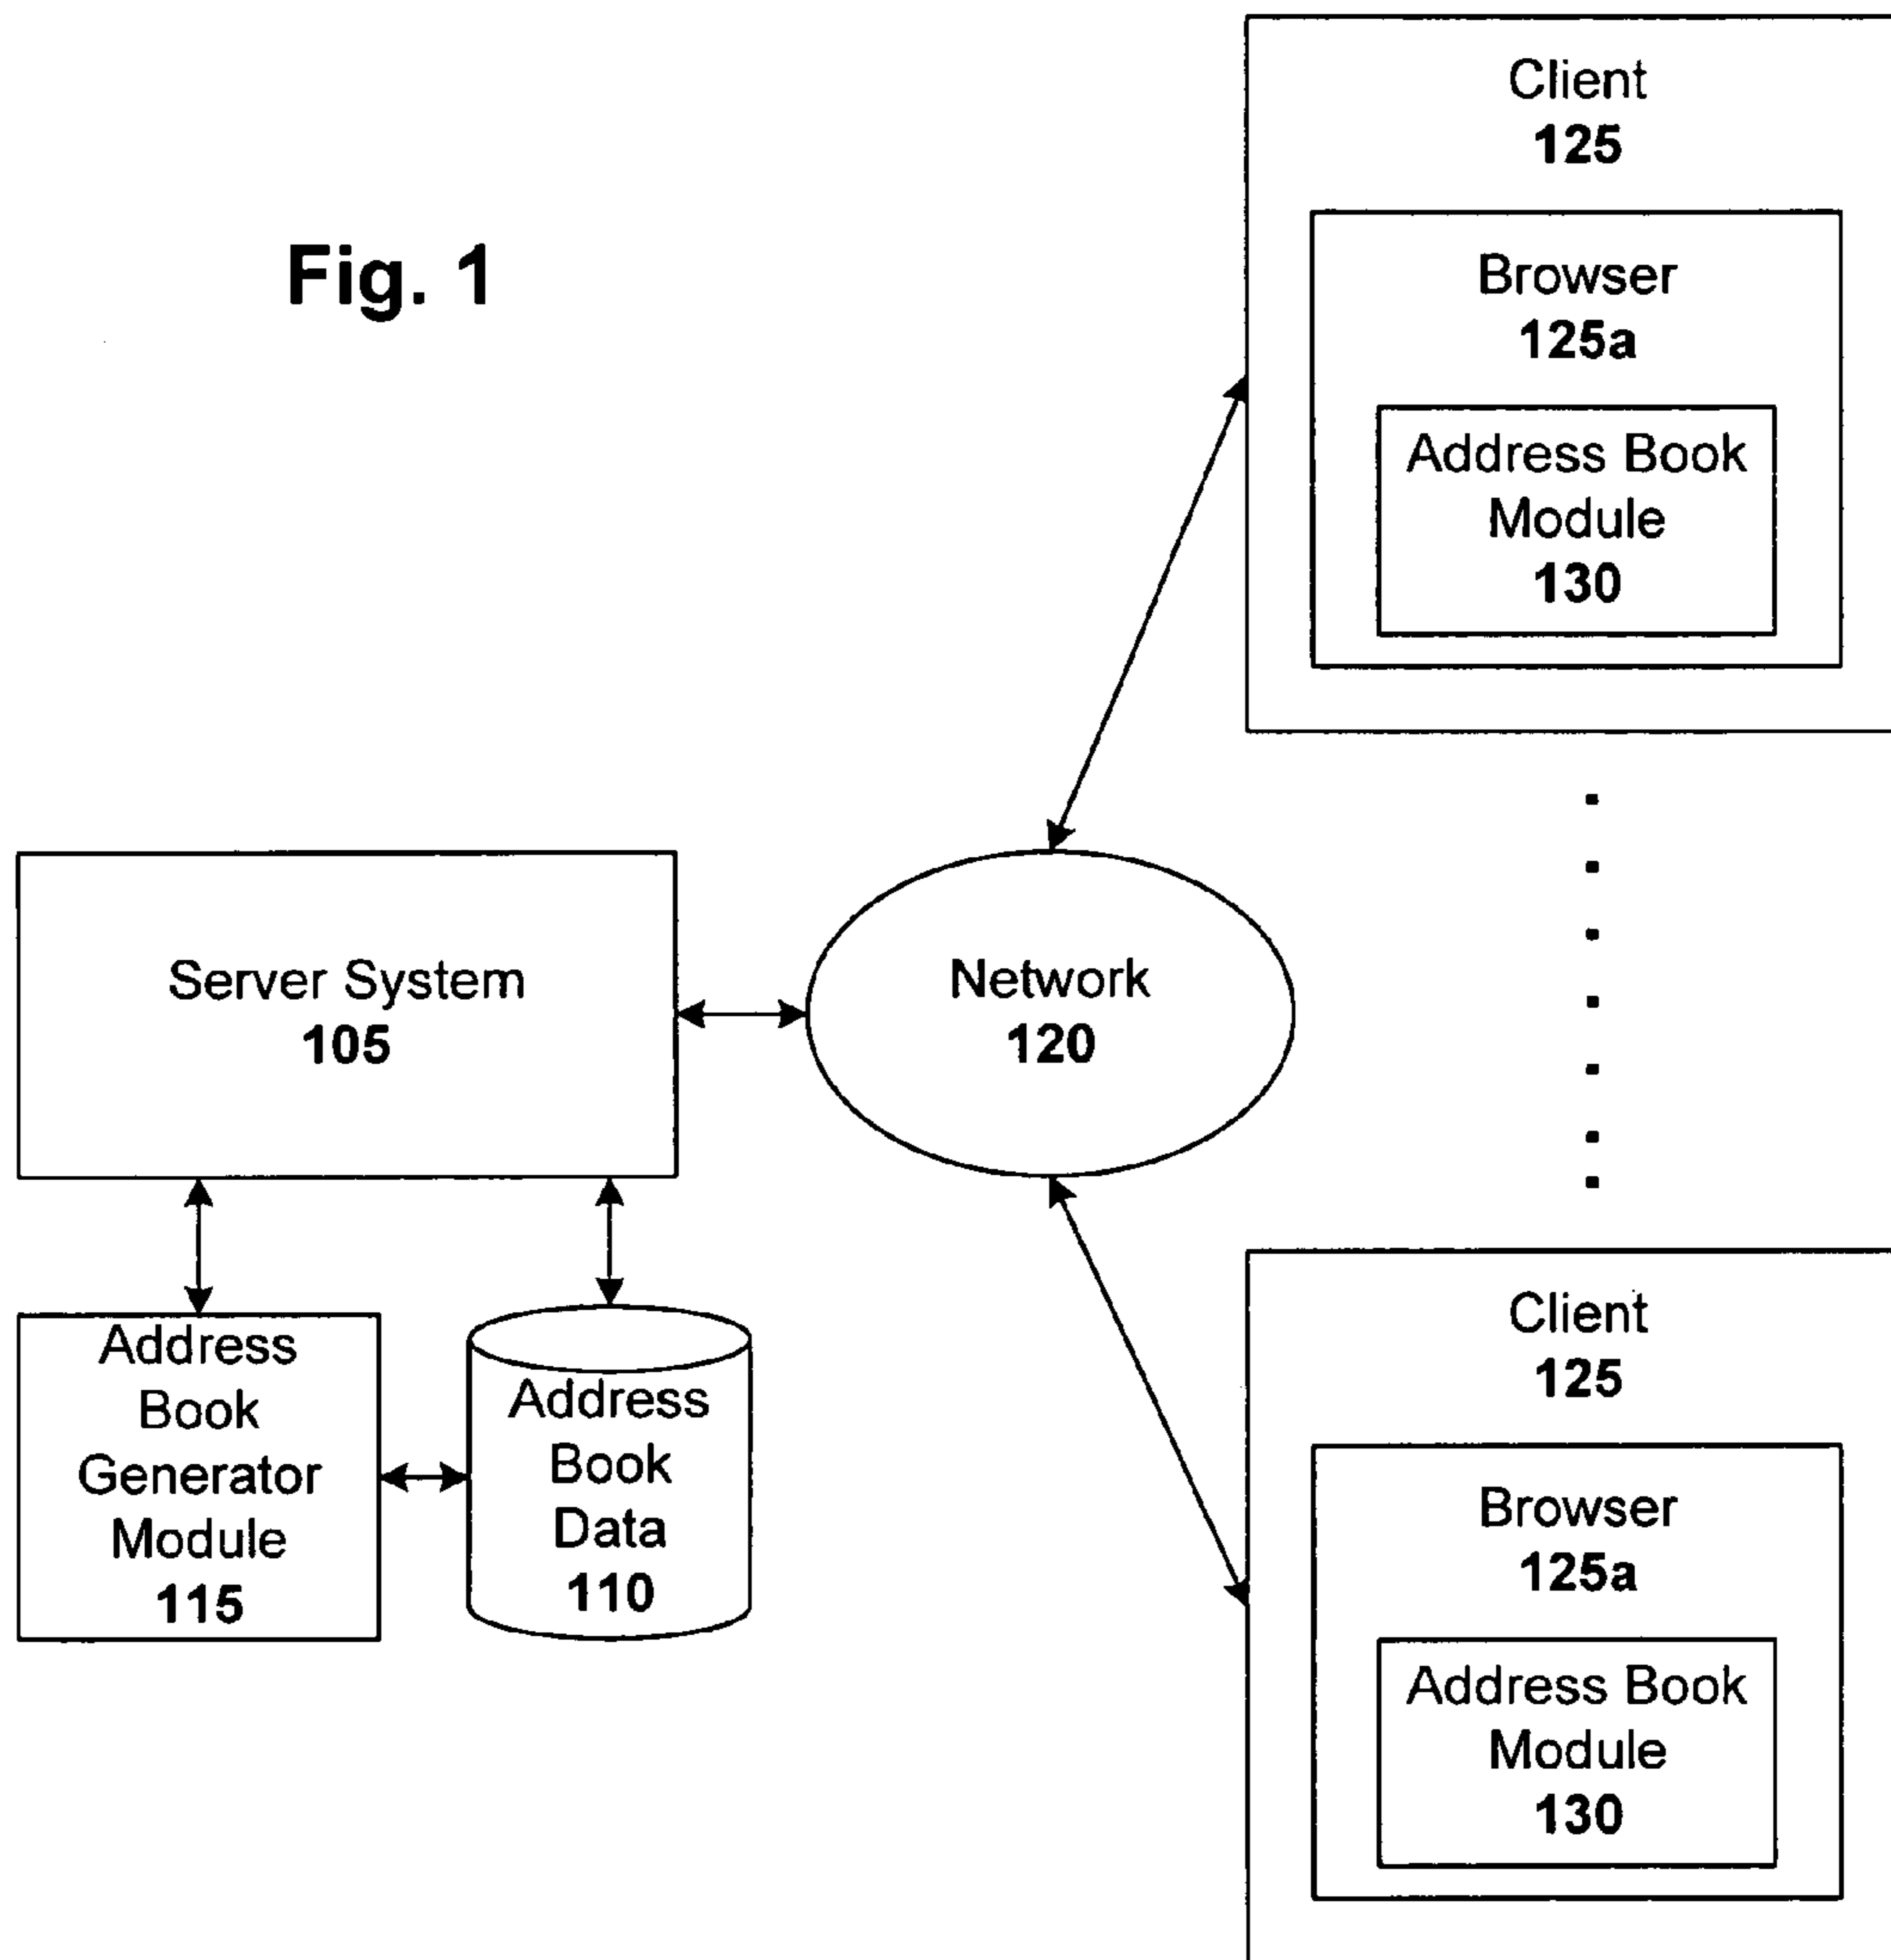 Fig. 1
Client
125
Browser
125a
Address Book
Module
130
Server System
105
Network
120
Address
Book
Generator
Module
115
Address
Book
Data
110
Client
125
Browser
125a
Address Book
Module
130